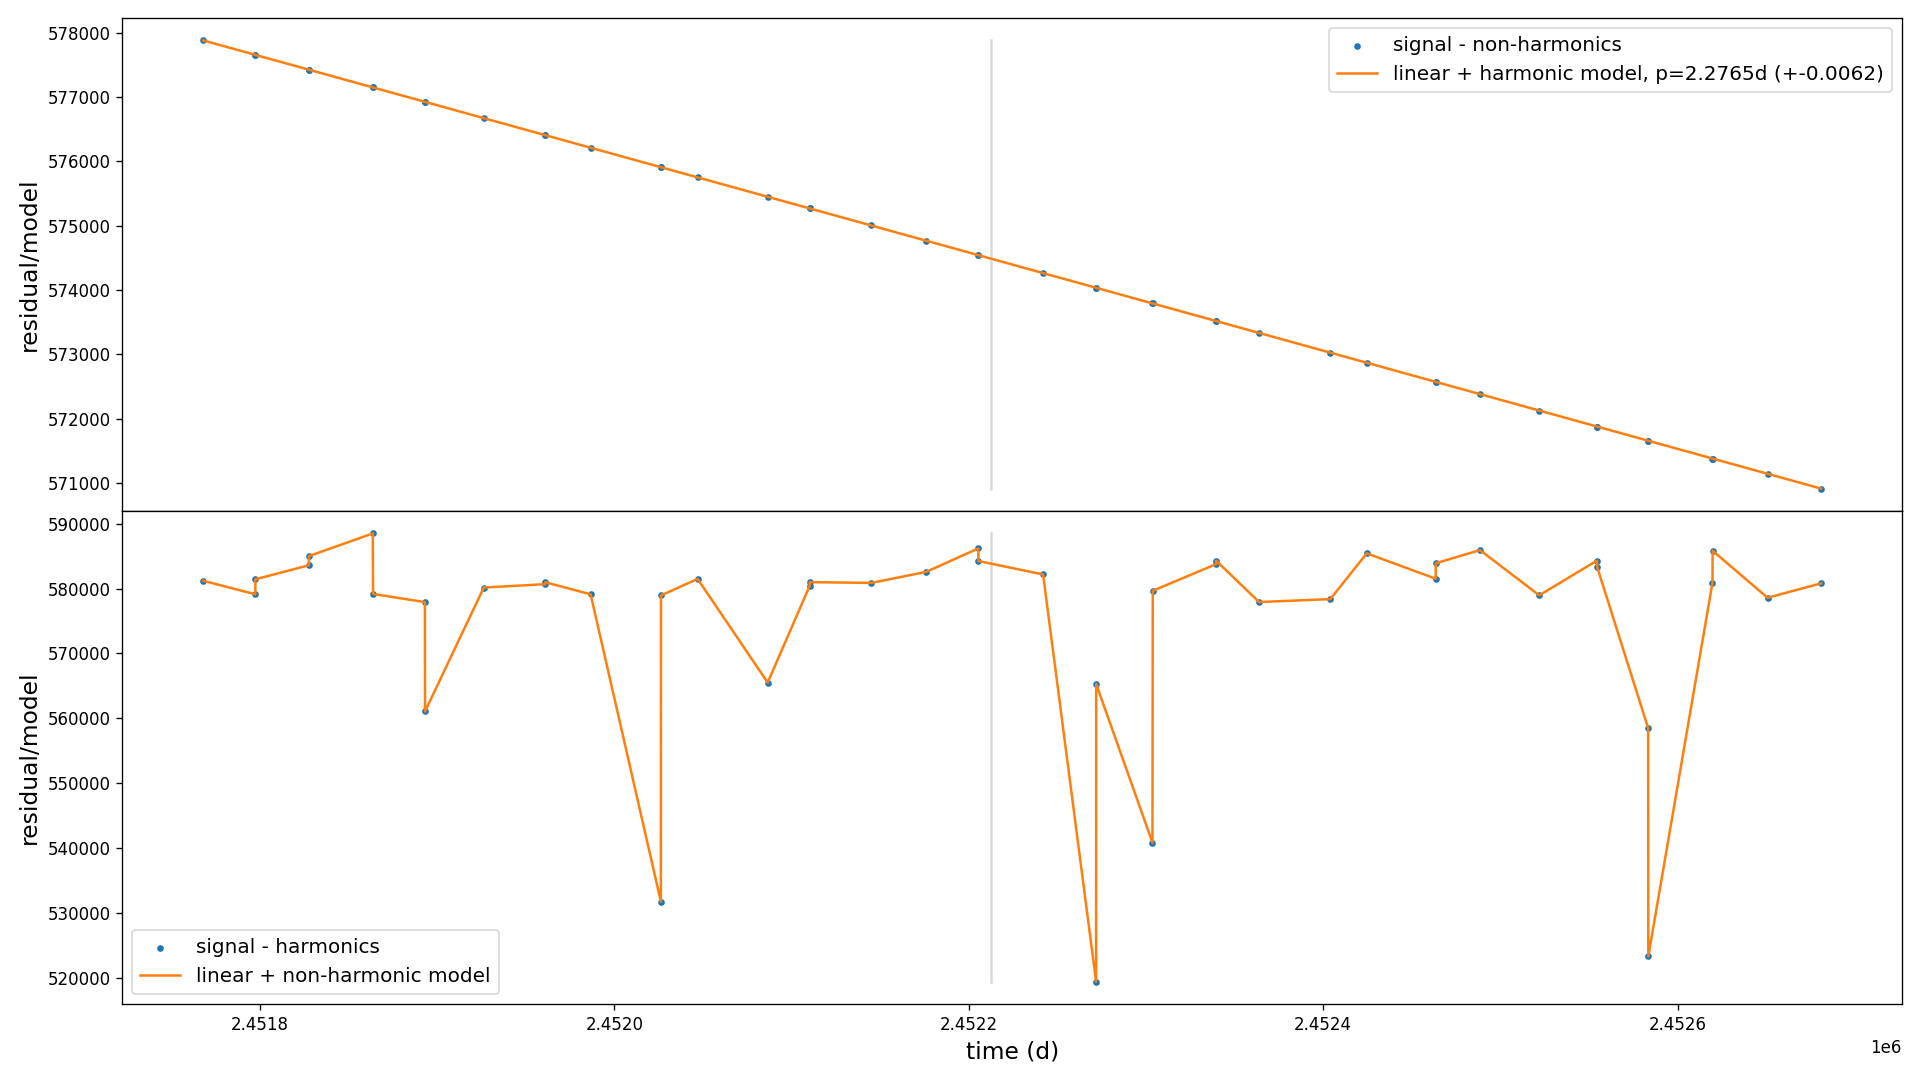 578000
577000
576000
575000
574000
573000
572000
571000
residual/model
signal - non-harmonics
linear + harmonic model, p=2.2765d (+-0.0062)
590000
580000
570000
560000
550000
540000
530000
520000
residual/model
signal - harmonics
linear + non-harmonic model
2.4518 2.4520 2.4522 2.4524 2.4526
1e6
time (d)